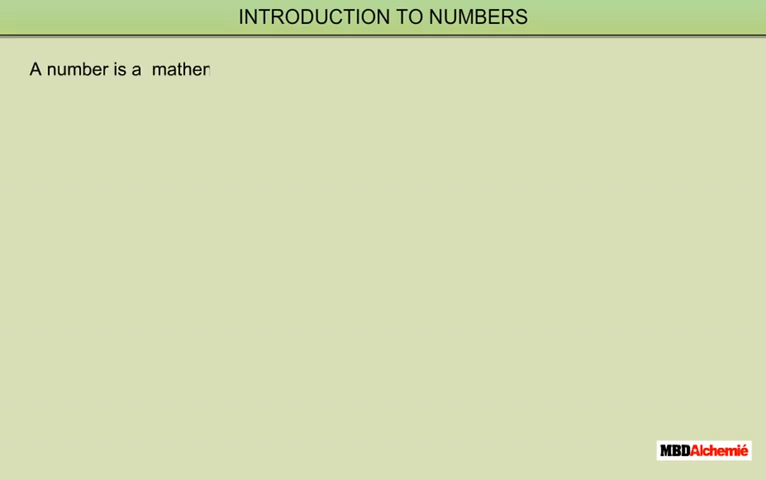 INTRODUCTION TO NUMBERS
A number is a mather
MBDAlchemié